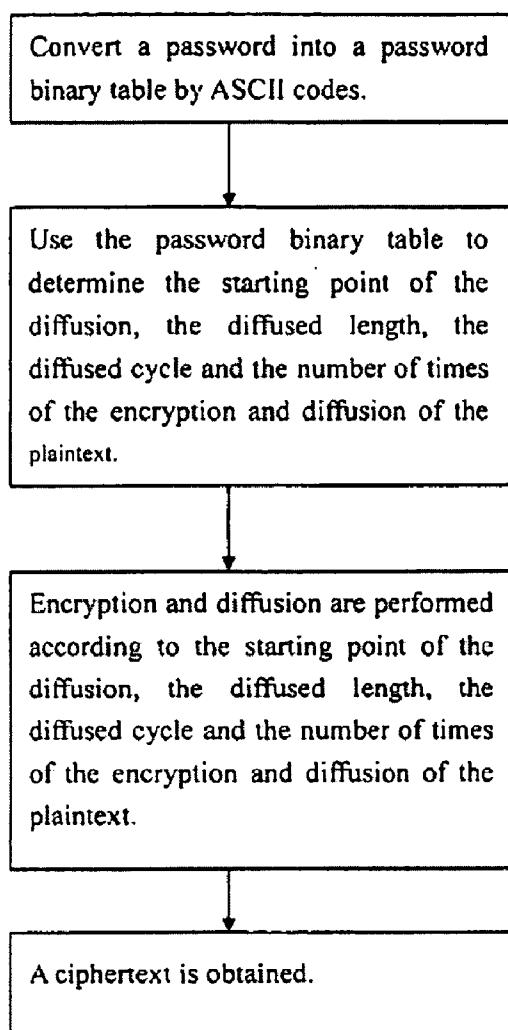 Convert a password into a password
binary table by ASCII codes.
Use the password binary table to
determine the starting point of the
diffusion, the diffused length, the
diffused cycle and the number of times
of the encryption and diffusion of the
plaintext.
Encryption and diffusion are performed
according to the starting point of the
diffusion, the diffused length, the
diffused cycle and the number of times
of the encryption and diffusion of the
plaintext.
A ciphertext is obtained.